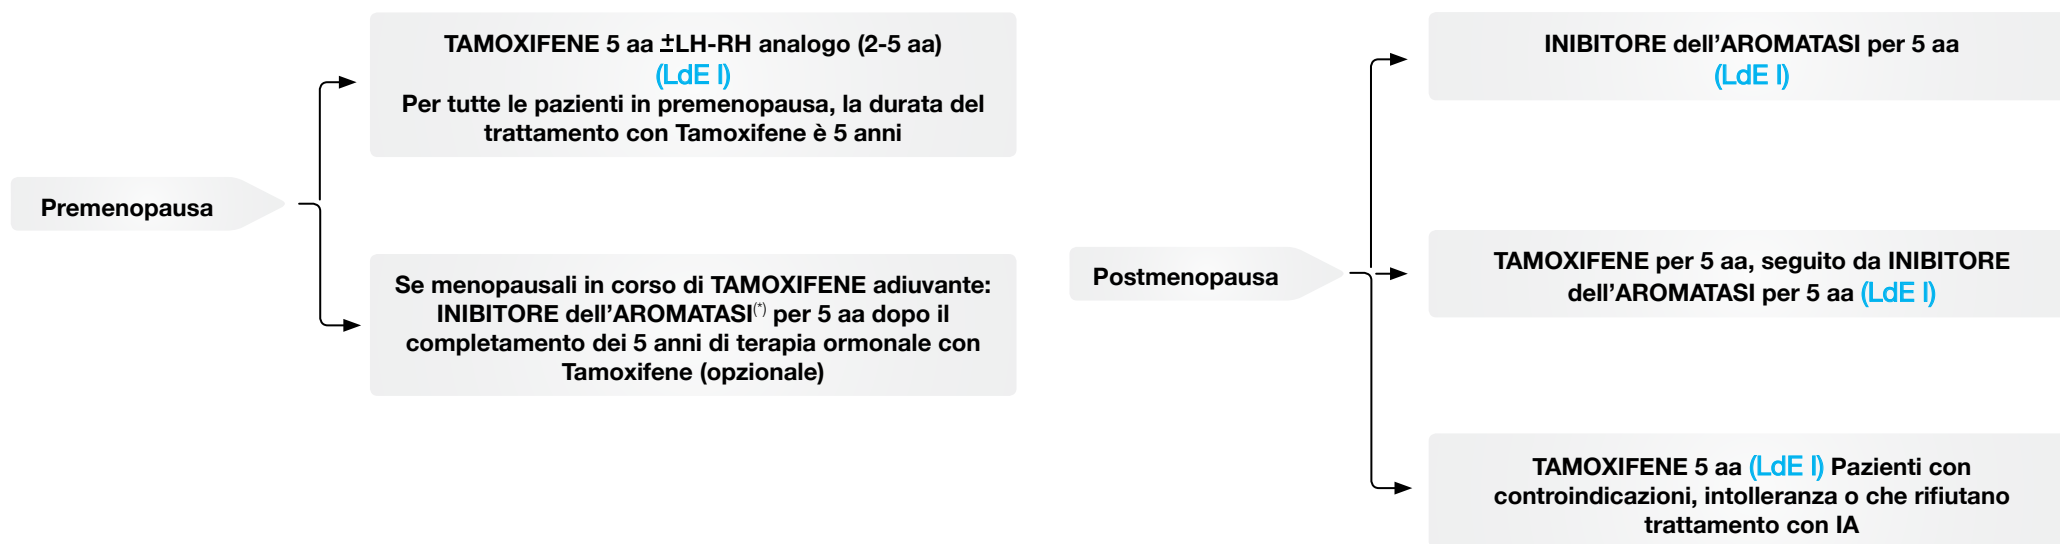 Premenopausa
TAMOXIFENE 5 aa ±LH-RH analogo (2-5 aa)
(LdE I)
Per tutte le pazienti in premenopausa, la durata del
trattamento con Tamoxifene è 5 anni
Se menopausali in corso di TAMOXIFENE adiuvante:
INIBITORE dell’AROMATASI(*) per 5 aa dopo il
completamento dei 5 anni di terapia ormonale con
Tamoxifene (opzionale)
Postmenopausa
INIBITORE dell’AROMATASI per 5 aa
(LdE I)
TAMOXIFENE per 5 aa, seguito da INIBITORE
dell’AROMATASI per 5 aa (LdE I)
TAMOXIFENE 5 aa (LdE I) Pazienti con
controindicazioni, intolleranza o che rifiutano
trattamento con IA